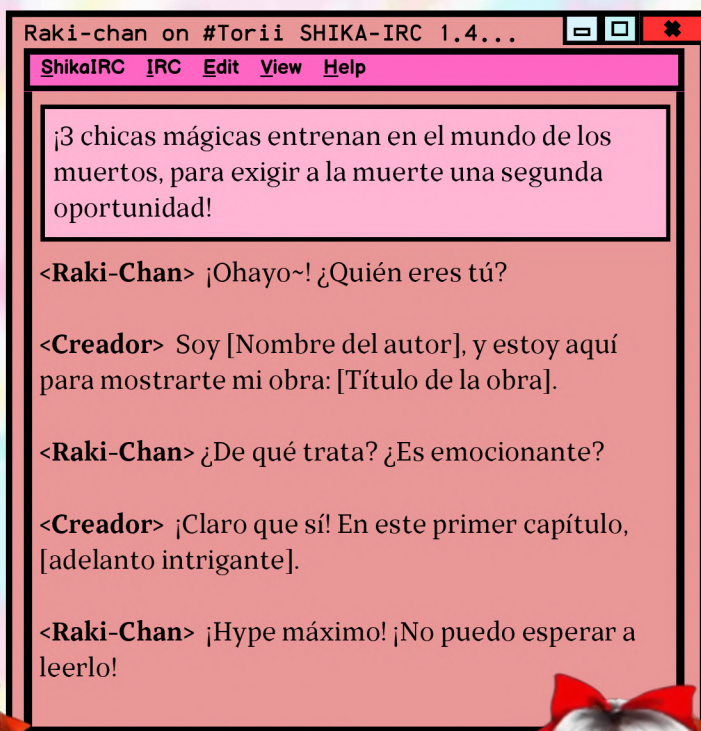 Raki-chan on #Torii SHIKA-IRC 1.4...
ShikaIRC IRC Edit View Help
¡3 chicas mágicas entrenan en el mundo de los
muertos, para exigir a la muerte una segunda
oportunidad!
<Raki-Chan> ¡Ohayo~! ¿Quién eres tú?
<Creador> Soy [Nombre del autor], y estoy aquí
para mostrarte mi obra: [Título de la obra].
<Raki-Chan> ¿De qué trata? ¿Es emocionante?
<Creador> ¡Claro que sí! En este primer capítulo,
[adelanto intrigante].
<Raki-Chan> ¡Hype máximo! ¡No puedo esperar a
leerlo!